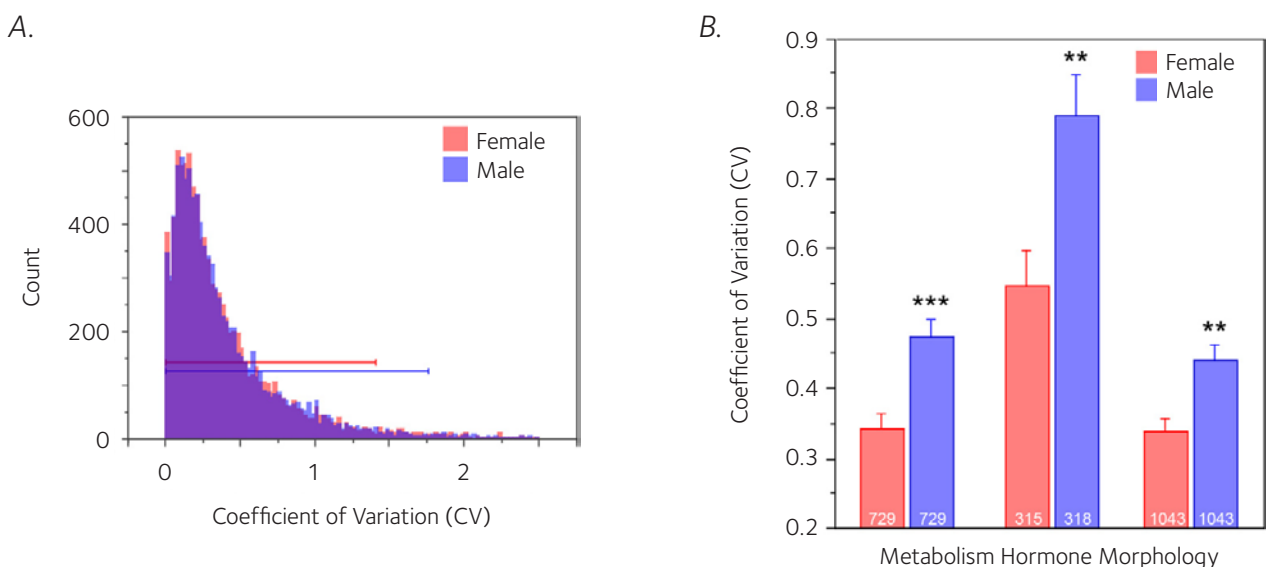 A.
600
400
200
0
Count
Female
Male
0 1 2
Coefficient of Variation (CV)
B.
0.9
0.8
0.7
0.6
0.5
0.4
0.3
0.2
Coefficient of Variation (CV)
Female
Male
***
**
**
729 729 315 318 1043 1043
Metabolism Hormone Morphology